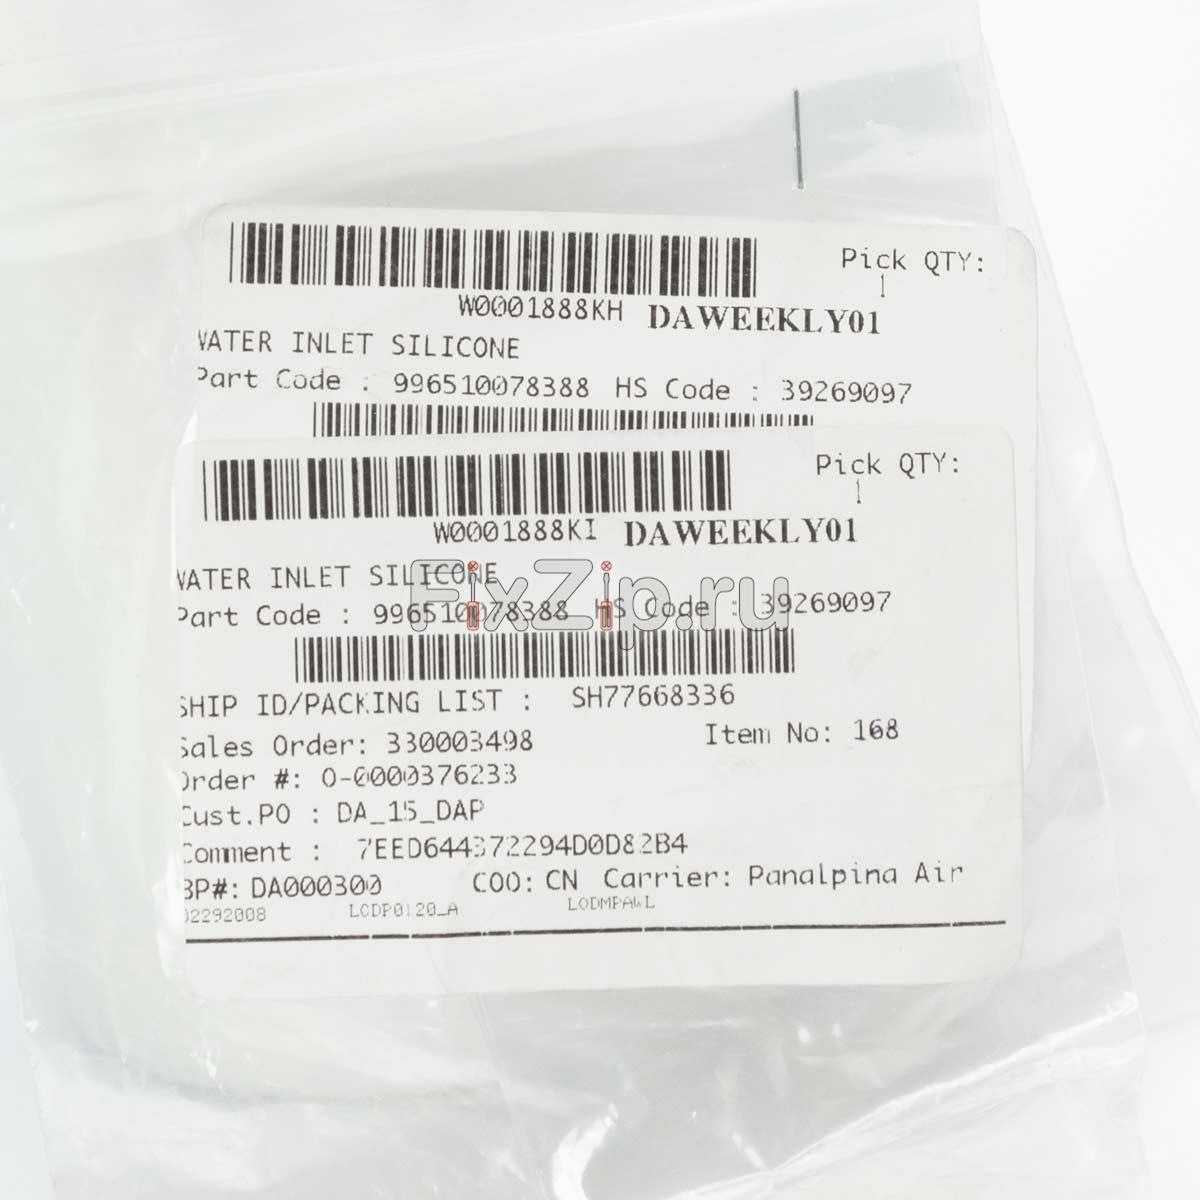 Pick QTY:
1
W0001888KH DAWEEKLY01
WATER INLET SILICONE
Part Code : 996510078388 HS Code : 39269097
Pick QTY:
1
W0001888KI DAWEEKLY01
WATER INLET SILICONE
Part Code : 996510078388 HS Code : 39269097
FixZip.ru
SHIP ID/PACKING LIST : SH77668336
Sales Order: 330003498 Item No: 168
Order #: O-0000376233
Cust.PO : DA_15_DAP
Comment : 7EED644372294D0D82B4
BP#: DA000300 COO: CN Carrier: Panalpina Air
02292008 LCDP0120_A LODMPAWL